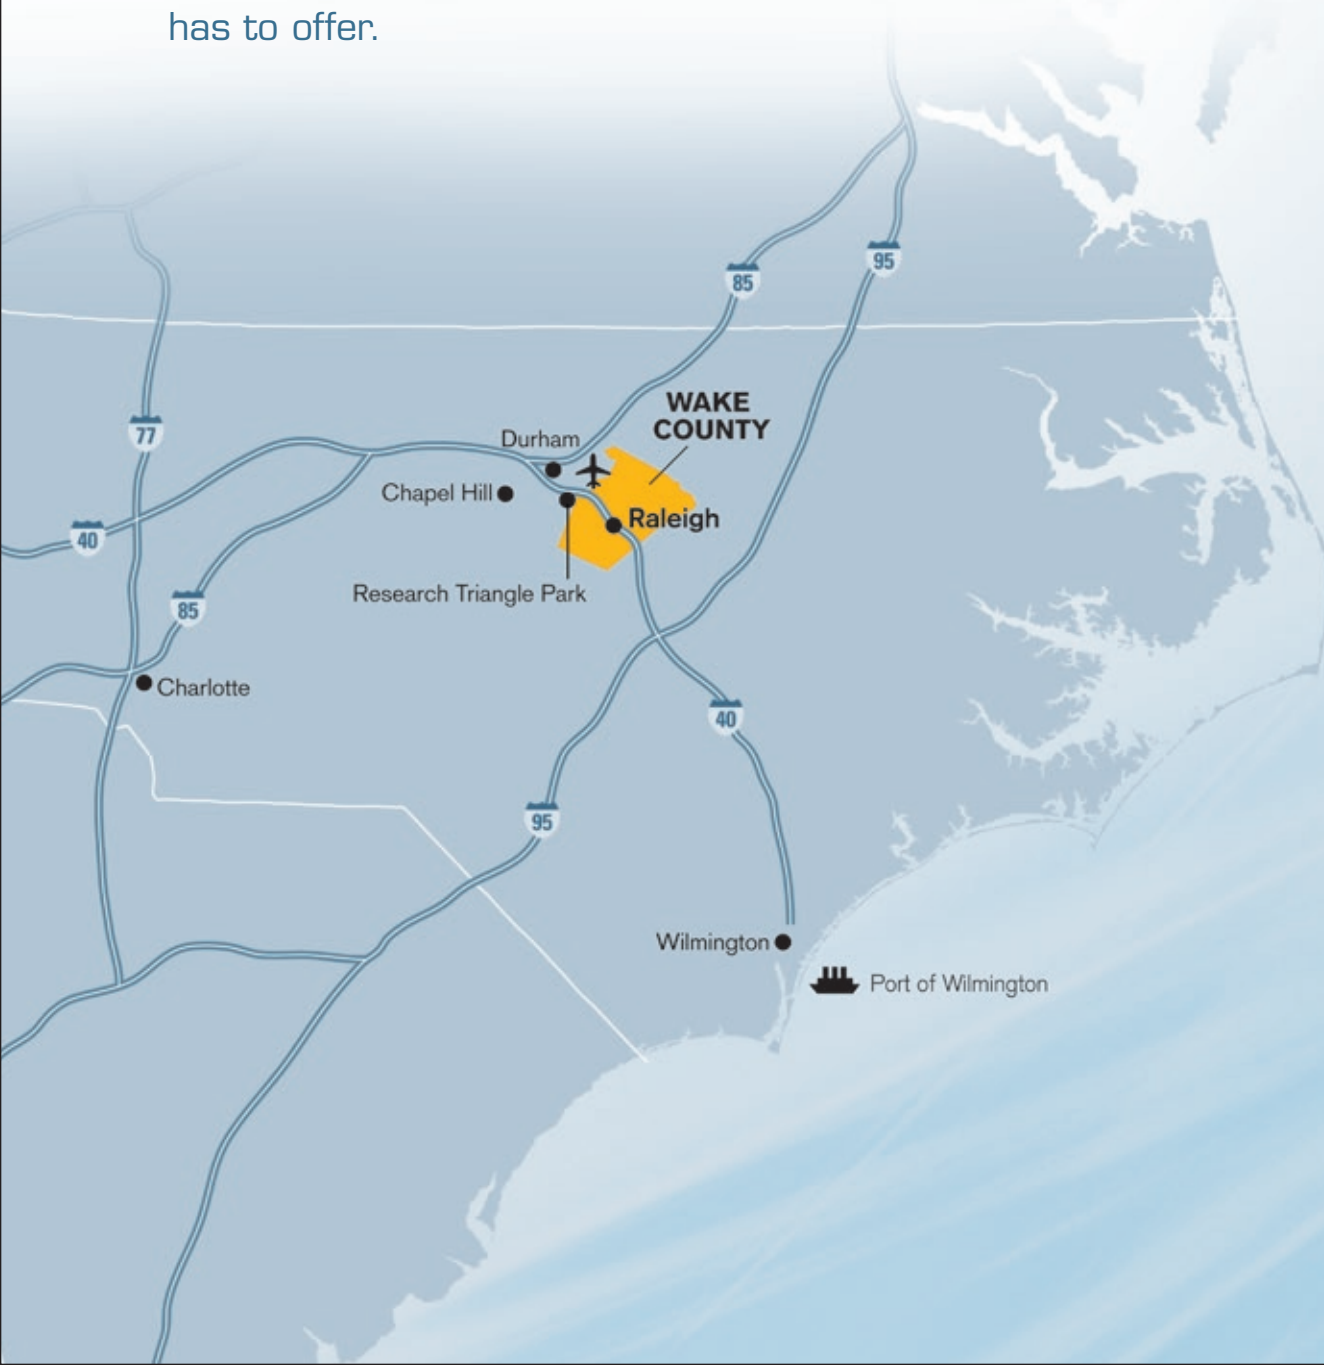 has to offer.
95
85
WAKE
COUNTY
77
Durham
Chapel Hill
Raleigh
40
Research Triangle Park
85
Charlotte
40
95
Wilmington
Port of Wilmington